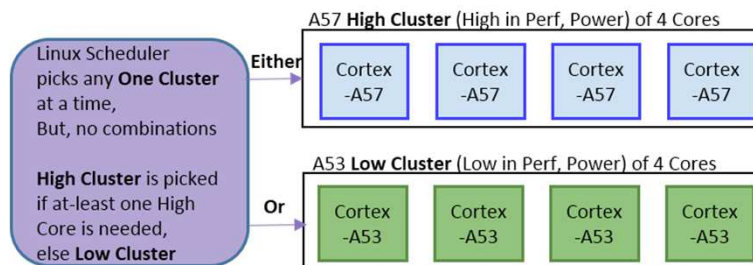 Linux Scheduler
picks any One Cluster
at a time,
But, no combinations
High Cluster is picked
if at-least one High
Core is needed,
else Low Cluster
Either
Or
A57 High Cluster (High in Perf, Power) of 4 Cores
Cortex
-A57
Cortex
-A57
Cortex
-A57
Cortex
-A57
A53 Low Cluster (Low in Perf, Power) of 4 Cores
Cortex
-A53
Cortex
-A53
Cortex
-A53
Cortex
-A53